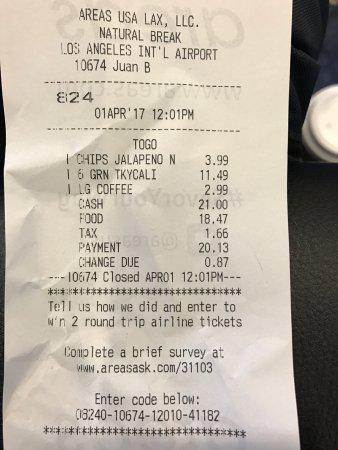 AREAS USA LAX, LLC.
NATURAL BREAK
LOS ANGELES INT'L AIRPORT
10674 Juan B
824
01APR'17 12:01PM
TOGO
1 CHIPS JALAPENO N 3.99
1 6 GRN TKYCALI 11.49
1 LG COFFEE 2.99
CASH 21.00
FOOD 18.47
TAX 1.66
PAYMENT 20.13
CHANGE DUE 0.87
---10674 Closed APR01 12:01PM---
********************************
Tell us how we did and enter to
win 2 round trip airline tickets
Complete a brief survey at
www.areasask.com/31103
Enter code below:
08240-10674-12010-41182
********************************